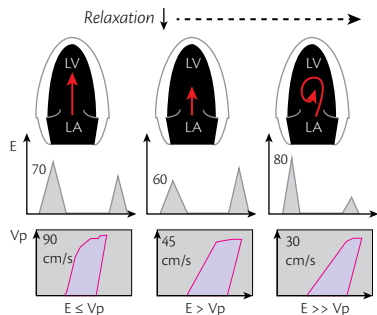 Relaxation
LV LV LV
LA LA LA
E
70 60 80
Vp
90 45 30
cm/s cm/s cm/s
E ≤ Vp E > Vp E >> Vp